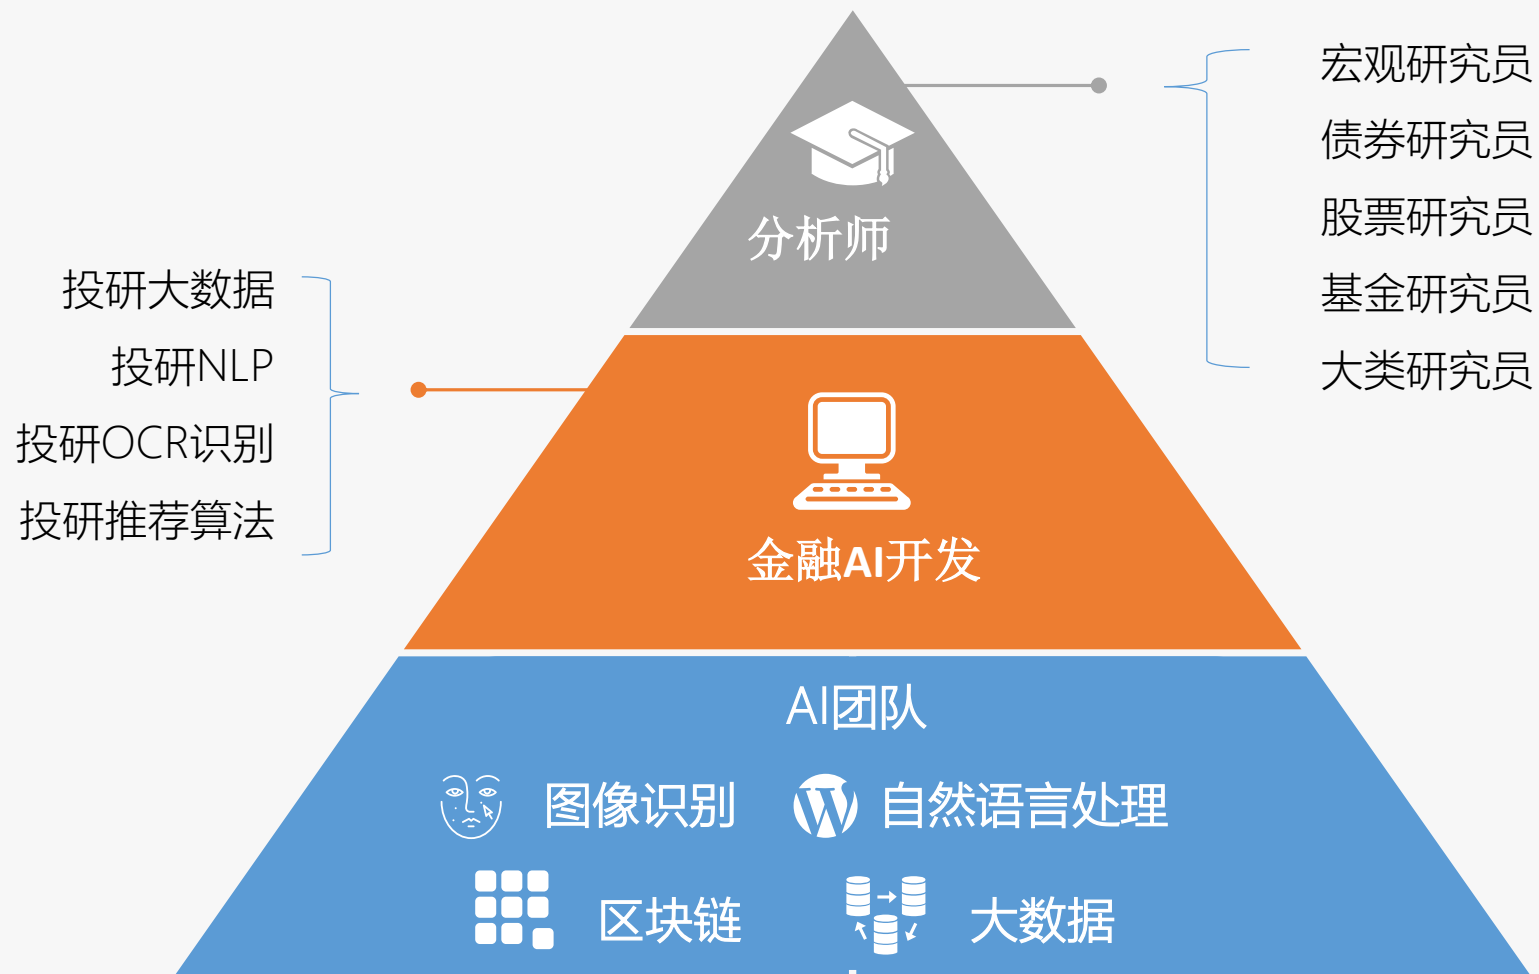 宏观研究员
债券研究员
股票研究员
基金研究员
大类研究员
分析师
投研大数据
投研NLP
投研OCR识别
投研推荐算法
金融AI开发
AI团队
图像识别
自然语言处理
区块链
大数据